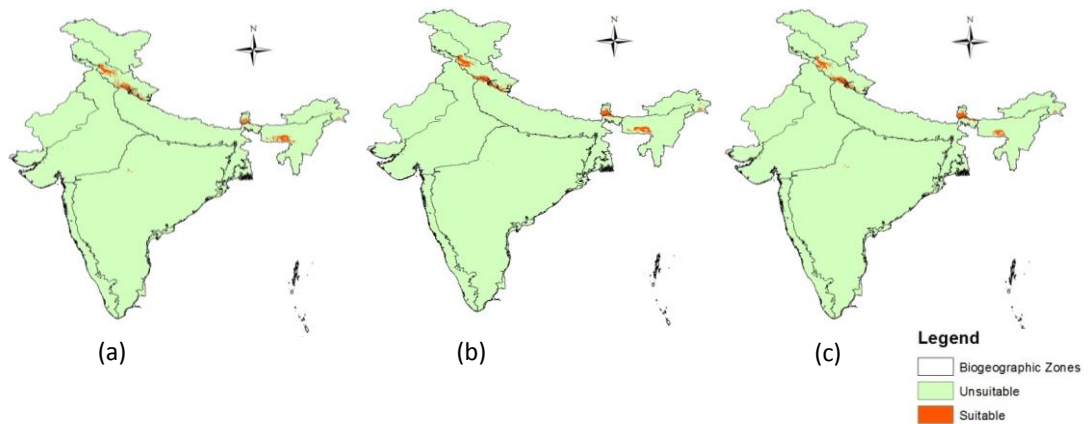 N
N
N
(a)
(b)
(c)
Legend
Biogeographic Zones
Unsuitable
Suitable